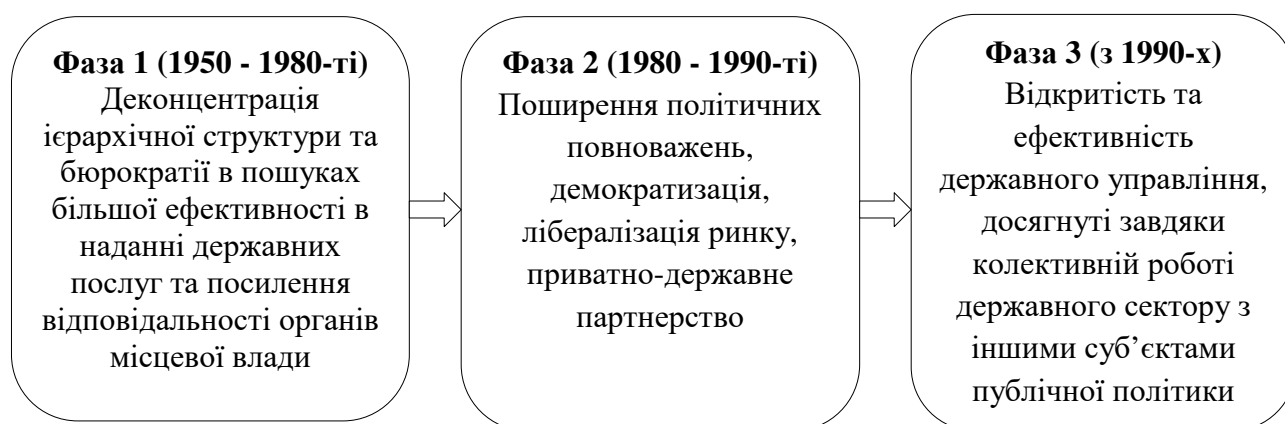 Фаза 1 (1950 - 1980-ті)
Деконцентрація
ієрархічної структури та
бюрократії в пошуках
більшої ефективності в
наданні державних
послуг та посилення
відповідальності органів
місцевої влади
Фаза 2 (1980 - 1990-ті)
Поширення політичних
повноважень,
демократизація,
лібералізація ринку,
приватно-державне
партнерство
Фаза 3 (з 1990-х)
Відкритість та
ефективність
державного управління,
досягнуті завдяки
колективній роботі
державного сектору з
іншими суб’єктами
публічної політики